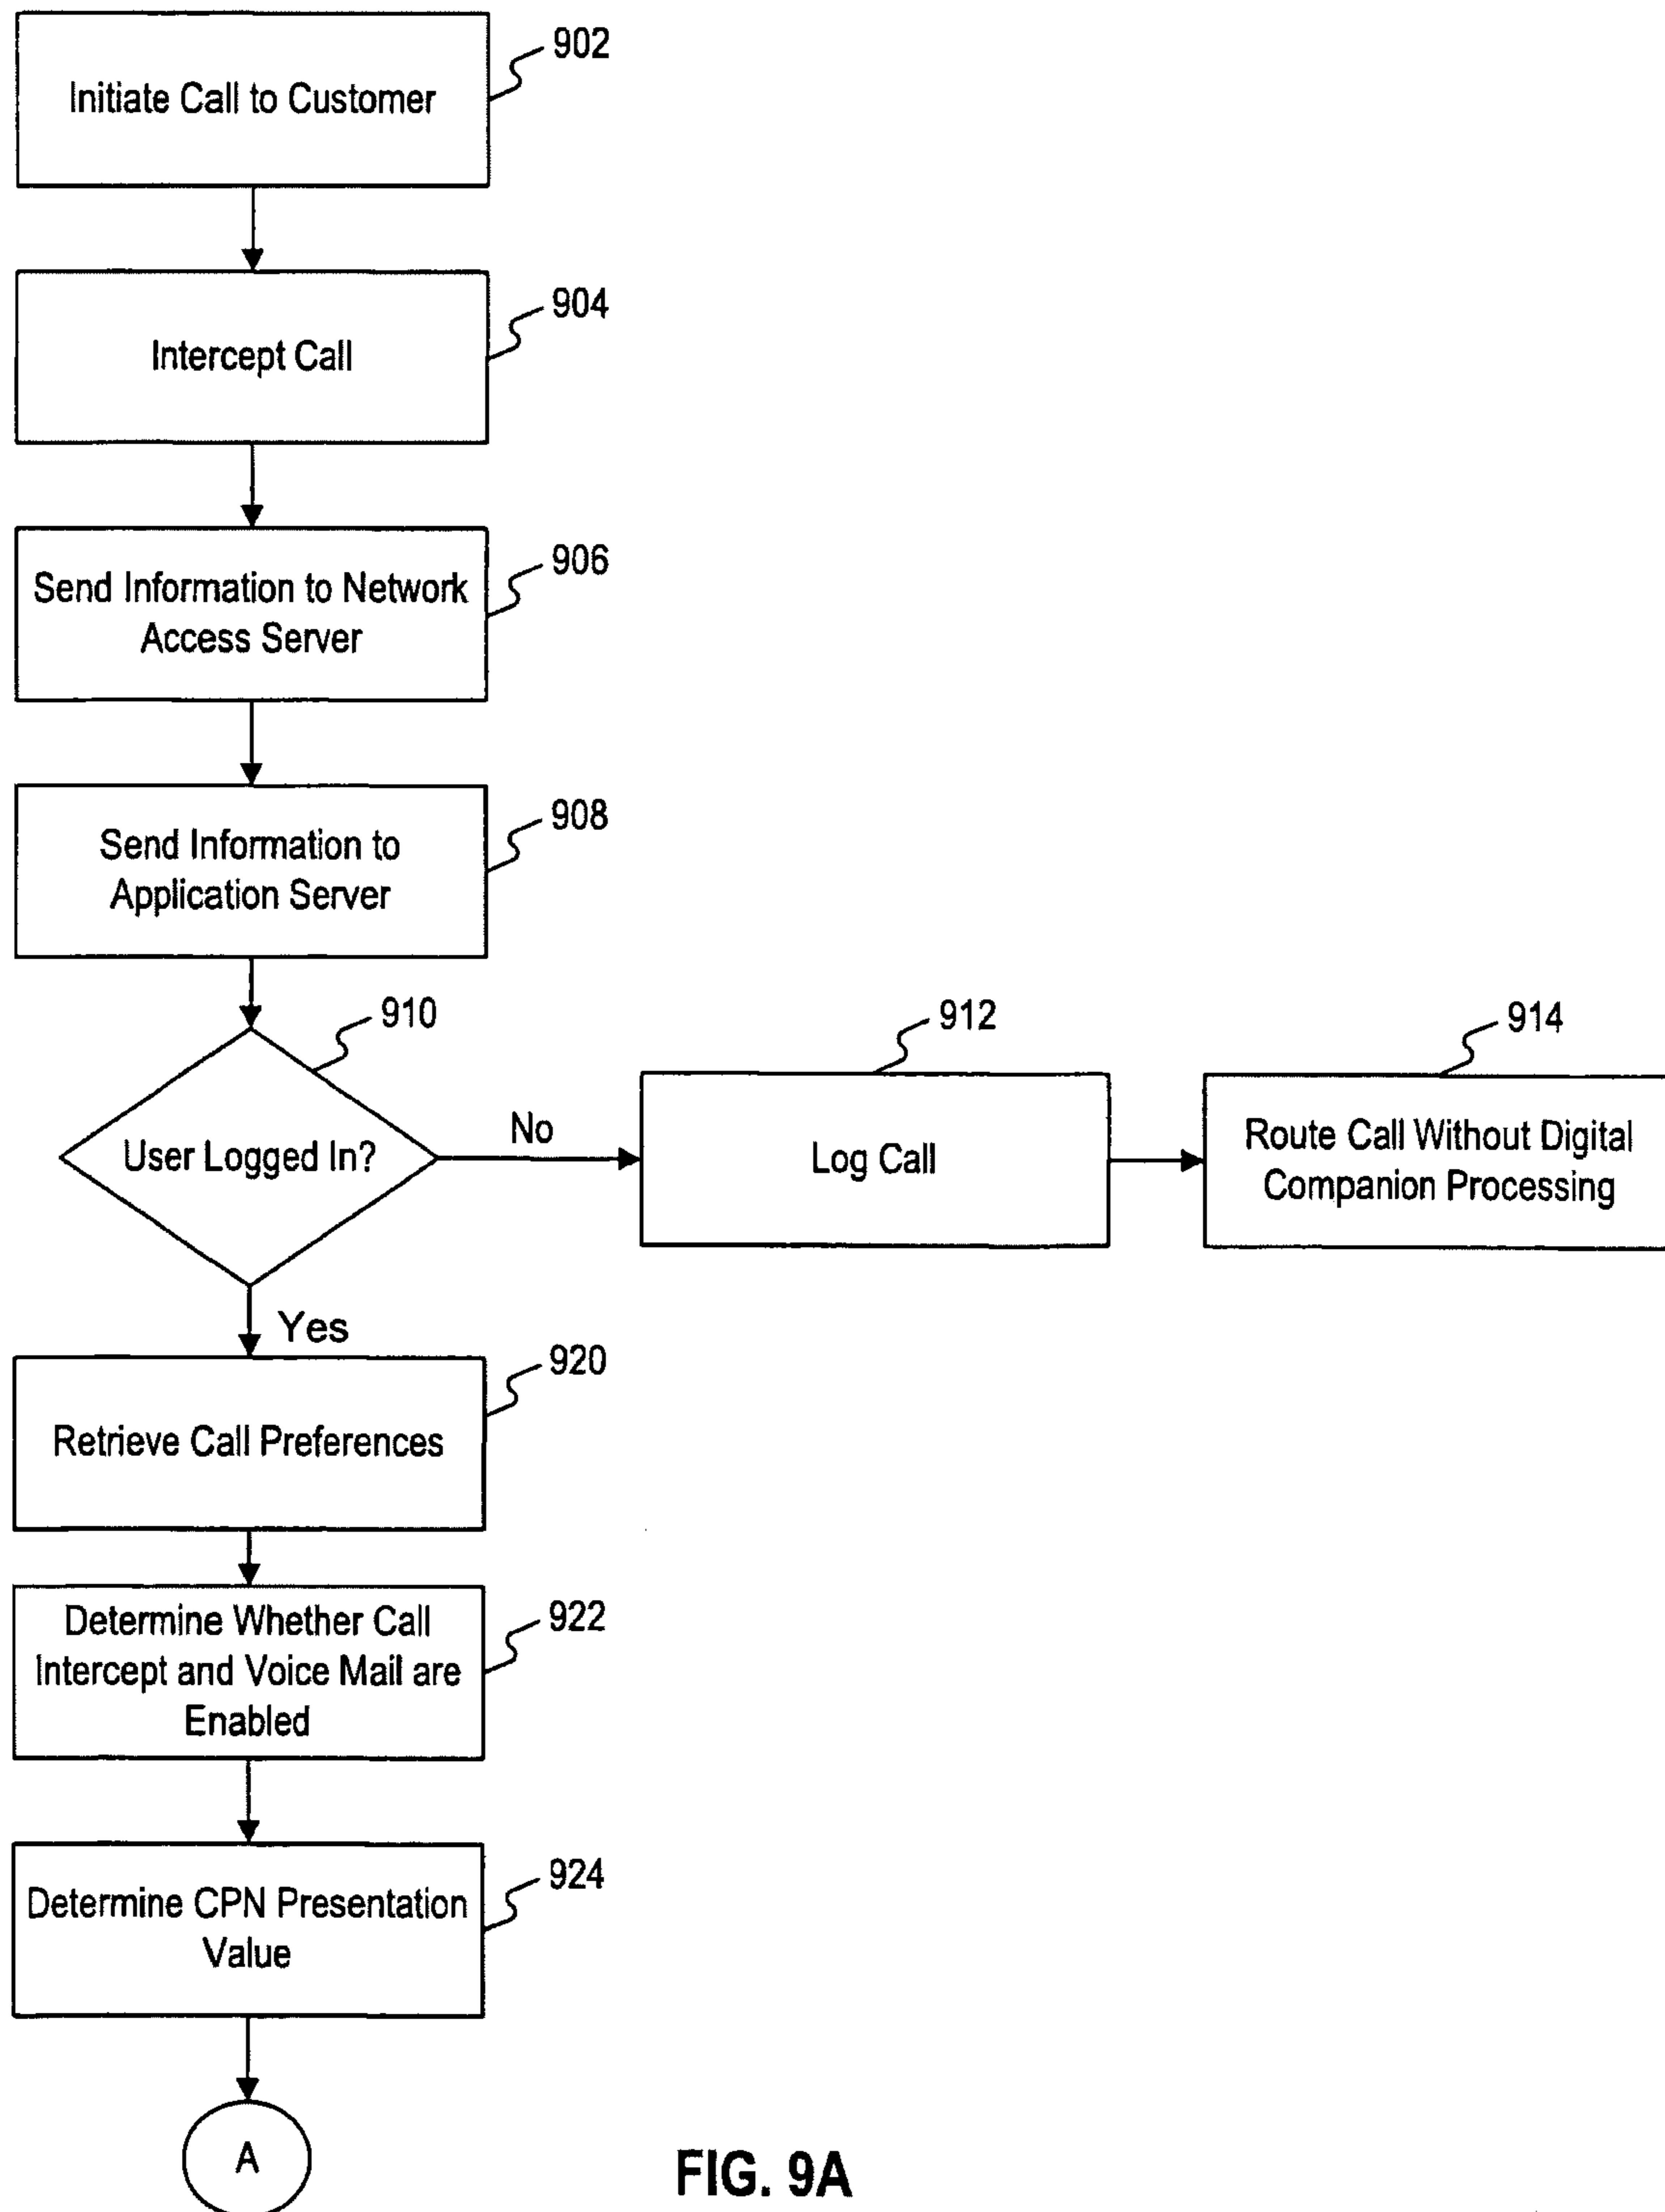 902
Initiate Call to Customer
904
Intercept Call
906
Send Information to Network
Access Server
908
Send Information to
Application Server
910
User Logged In?
No
912
Log Call
914
Route Call Without Digital
Companion Processing
Yes
920
Retrieve Call Preferences
922
Determine Whether Call
Intercept and Voice Mail are
Enabled
924
Determine CPN Presentation
Value
A
FIG. 9A